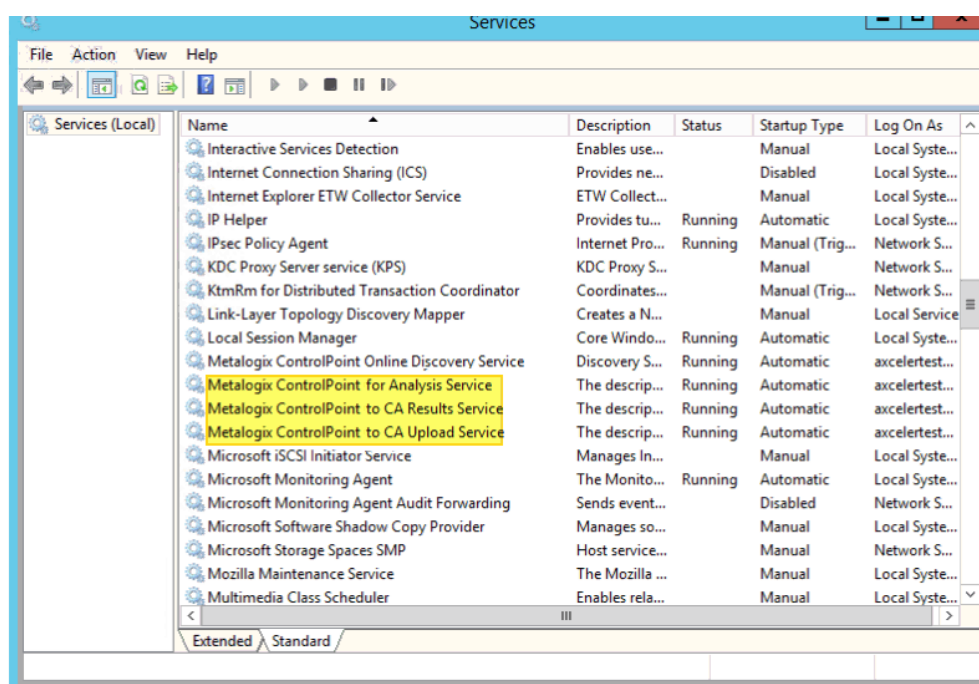 Services
File Action View Help
Services (Local)
Name Description Status Startup Type Log On As
Interactive Services Detection Enables use... Manual Local Syste...
Internet Connection Sharing (ICS) Provides ne... Disabled Local Syste...
Internet Explorer ETW Collector Service ETW Collect... Manual Local Syste...
IP Helper Provides tu... Running Automatic Local Syste...
IPsec Policy Agent Internet Pro... Running Manual (Trig... Network S...
KDC Proxy Server service (KPS) KDC Proxy S... Manual Network S...
KtmRm for Distributed Transaction Coordinator Coordinates... Manual (Trig... Network S...
Link-Layer Topology Discovery Mapper Creates a N... Manual Local Service
Local Session Manager Core Windo... Running Automatic Local Syste...
Metalogix ControlPoint Online Discovery Service Discovery S... Running Automatic axcelertest...
Metalogix ControlPoint for Analysis Service The descrip... Running Automatic axcelertest...
Metalogix ControlPoint to CA Results Service The descrip... Running Automatic axcelertest...
Metalogix ControlPoint to CA Upload Service The descrip... Running Automatic axcelertest...
Microsoft iSCSI Initiator Service Manages In... Manual Local Syste...
Microsoft Monitoring Agent The Monito... Running Automatic Local Syste...
Microsoft Monitoring Agent Audit Forwarding Sends event... Disabled Network S...
Microsoft Software Shadow Copy Provider Manages so... Manual Local Syste...
Microsoft Storage Spaces SMP Host service... Manual Network S...
Mozilla Maintenance Service The Mozilla ... Manual Local Syste...
Multimedia Class Scheduler Enables rela... Manual Local Syste...
Extended Standard